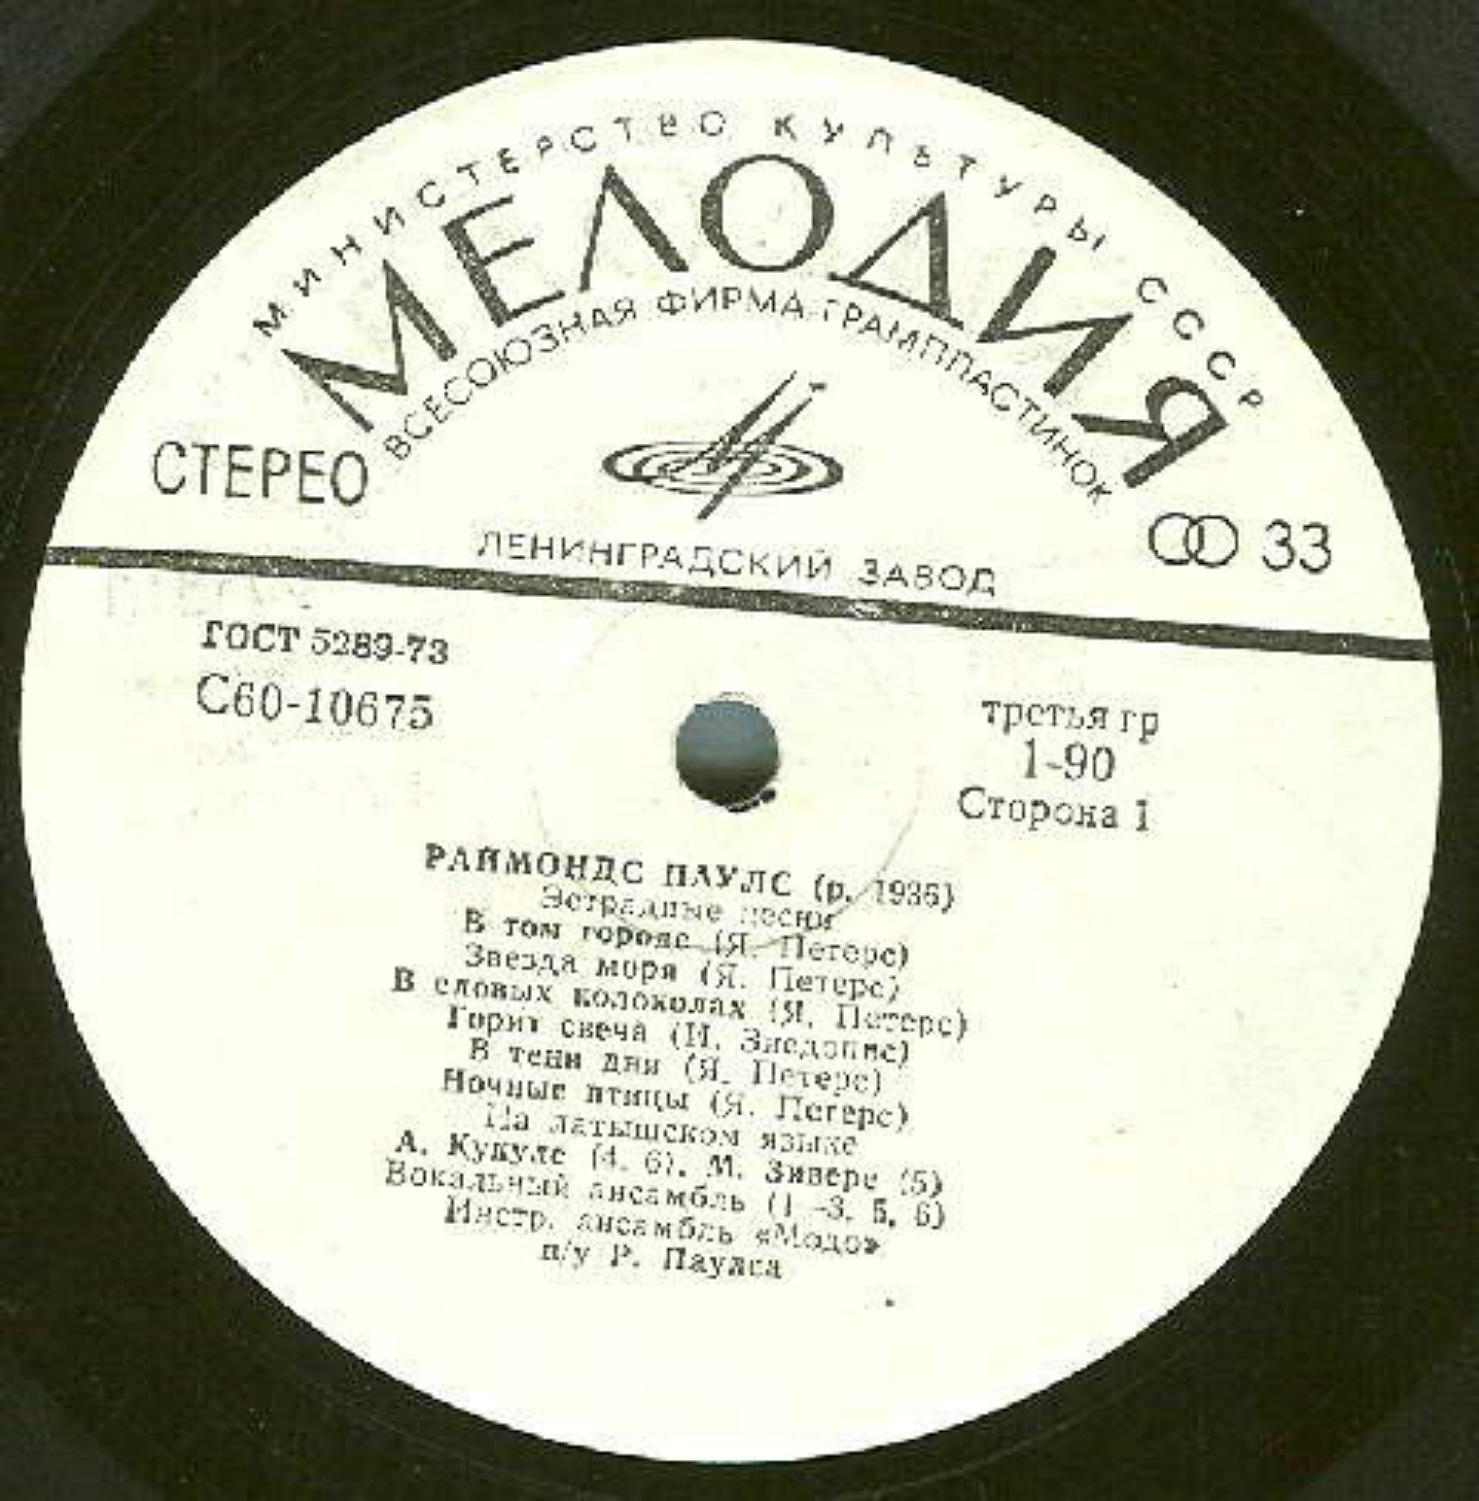 МИНИСТЕРСТВО КУЛЬТУРЫ СССР
МЕЛОДИЯ
ВСЕСОЮЗНАЯ ФИРМА ГРАМПЛАСТИНОК
СТЕРЕО
33
ЛЕНИНГРАДСКИЙ ЗАВОД
ГОСТ 5289-73
С60-10675
третья гр
1-90
Сторона 1
РАЙМОНДС ПАУЛС (р. 1936)
Эстрадные песни
В том городе (Я. Петерс)
Звезда моря (Я. Петерс)
В еловых колоколах (Я. Петерс)
Горит свеча (И. Зиедонис)
В тени дня (Я. Петерс)
Ночные птицы (Я. Петерс)
На латышском языке
А. Кукуле (4, 6), М. Зивере (5)
Вокальный ансамбль (1-3, 5, 6)
Инстр. ансамбль «Модо»
п/у Р. Паулса